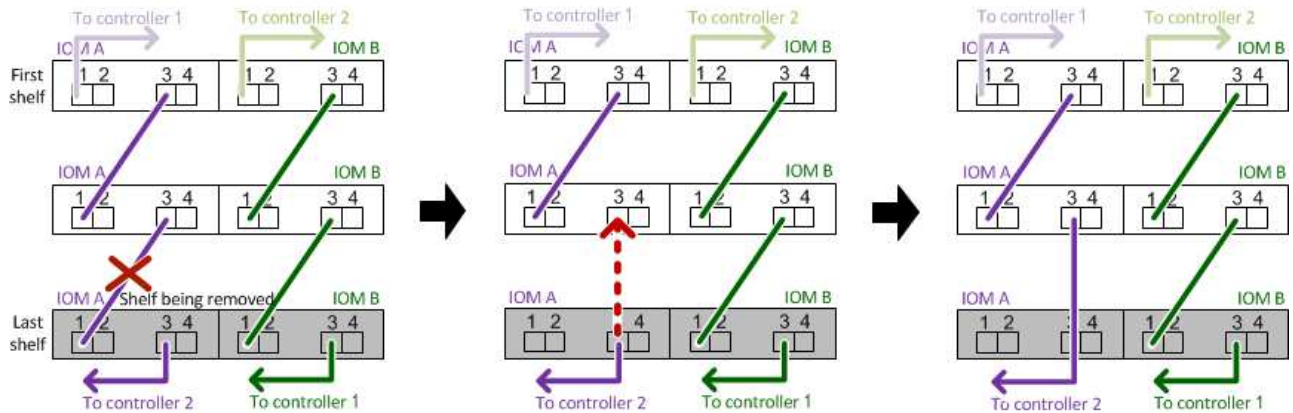 To controller 1 To controller 2
IOM A IOM B
First shelf 1 2 3 4 1 2 3 4
IOM A IOM B
1 2 3 4 1 2 3 4
IOM A Shelf being removed IOM B
Last shelf 1 2 3 4 1 2 3 4
To controller 2 To controller 1
To controller 1 To controller 2
IOM A IOM B
1 2 3 4 1 2 3 4
IOM A IOM B
1 2 3 4 1 2 3 4
IOM A IOM B
1 2 4 1 2 3 4
To controller 2 To controller 1
To controller 1 To controller 2
IOM A IOM B
1 2 3 4 1 2 3 4
IOM A IOM B
1 2 3 4 1 2 3 4
IOM A IOM B
1 2 3 4 1 2 3 4
To controller 2 To controller 1